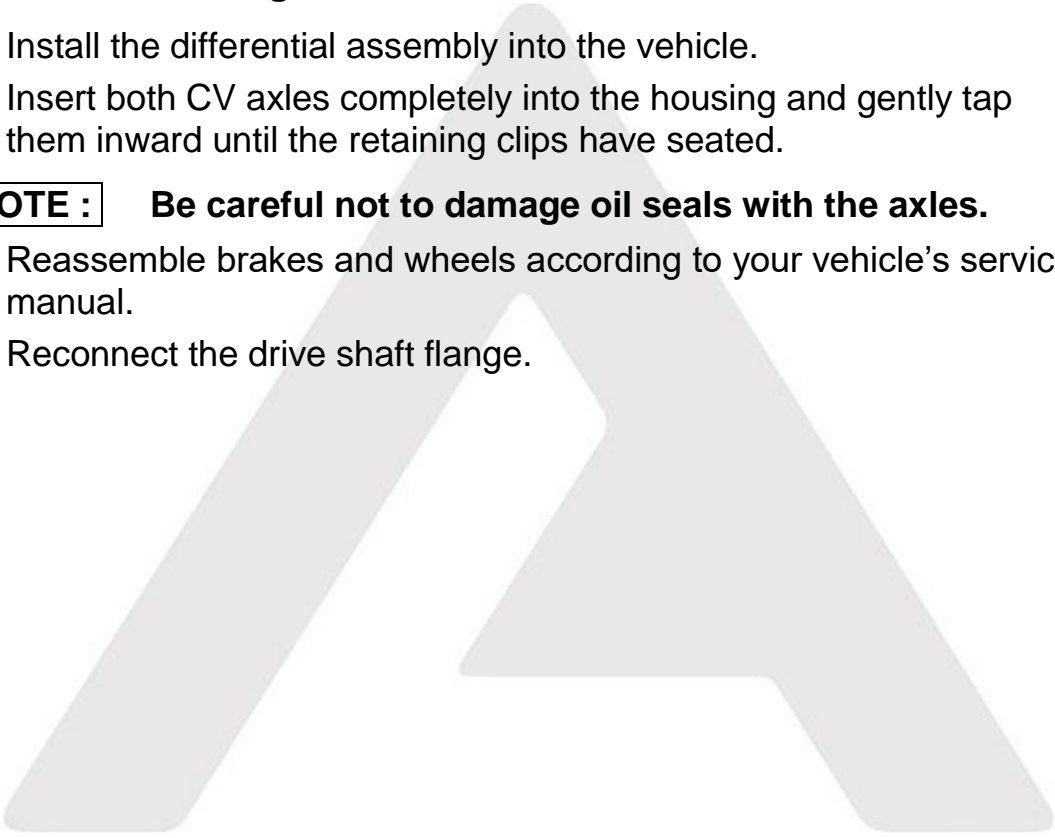 Install the differential assembly into the vehicle.
Insert both CV axles completely into the housing and gently tap
them inward until the retaining clips have seated.
OTE : Be careful not to damage oil seals with the axles.
Reassemble brakes and wheels according to your vehicle’s servic
manual.
Reconnect the drive shaft flange.